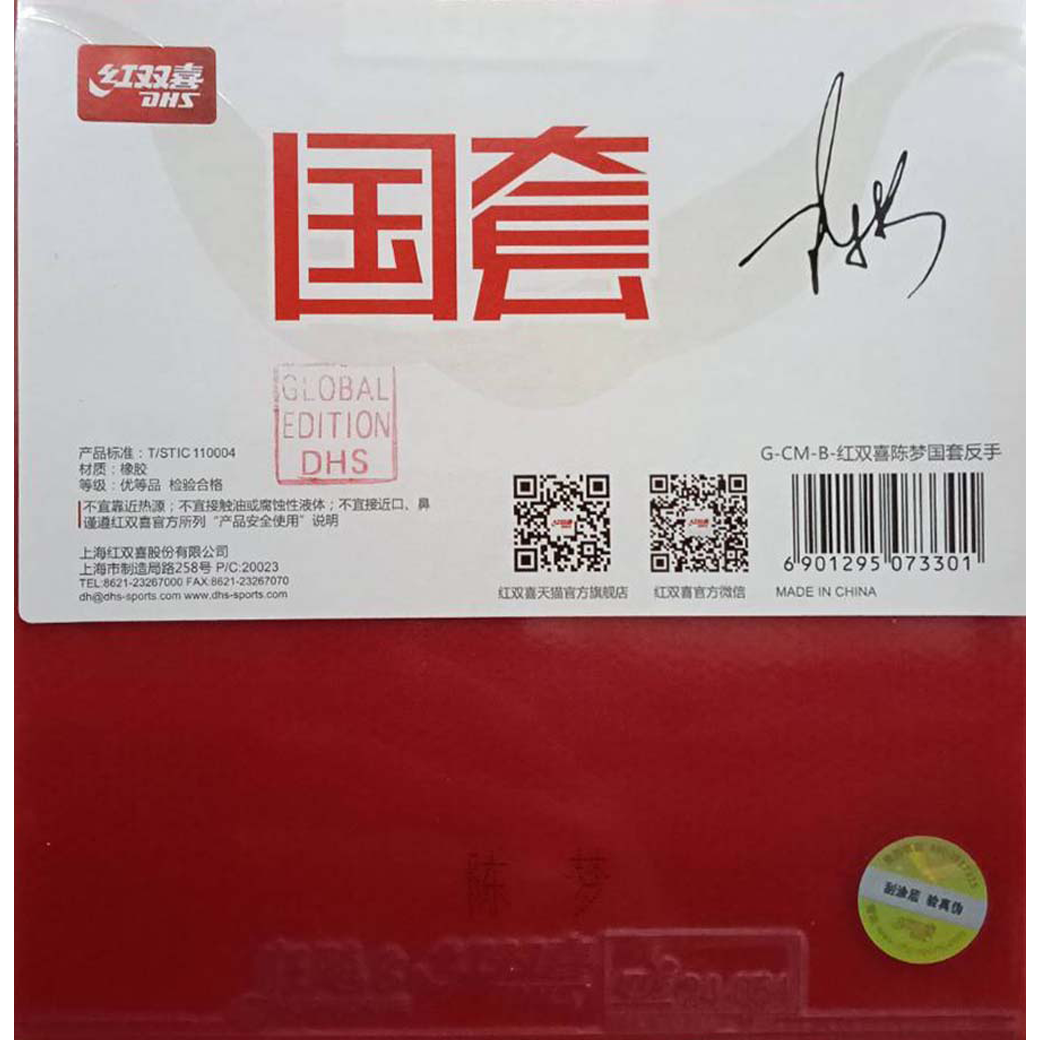 红双喜
DHS
国套
GLOBAL
EDITION
DHS
产品标准：T/STIC 110004
材质：橡胶
等级：优等品 检验合格
不宜靠近热源；不宜接触油或腐蚀性液体；不宜接近口、鼻
谨遵红双喜官方所列“产品安全使用”说明
上海红双喜股份有限公司
上海市制造局路258号 P/C:20023
TEL:8621-23267000 FAX:8621-23267070
dh@dhs-sports.com www.dhs-sports.com
红双喜天猫官方旗舰店
红双喜官方微信
G-CM-B-红双喜陈梦国套反手
6 901295 073301
MADE IN CHINA
陈 梦
刮涂层 验真伪